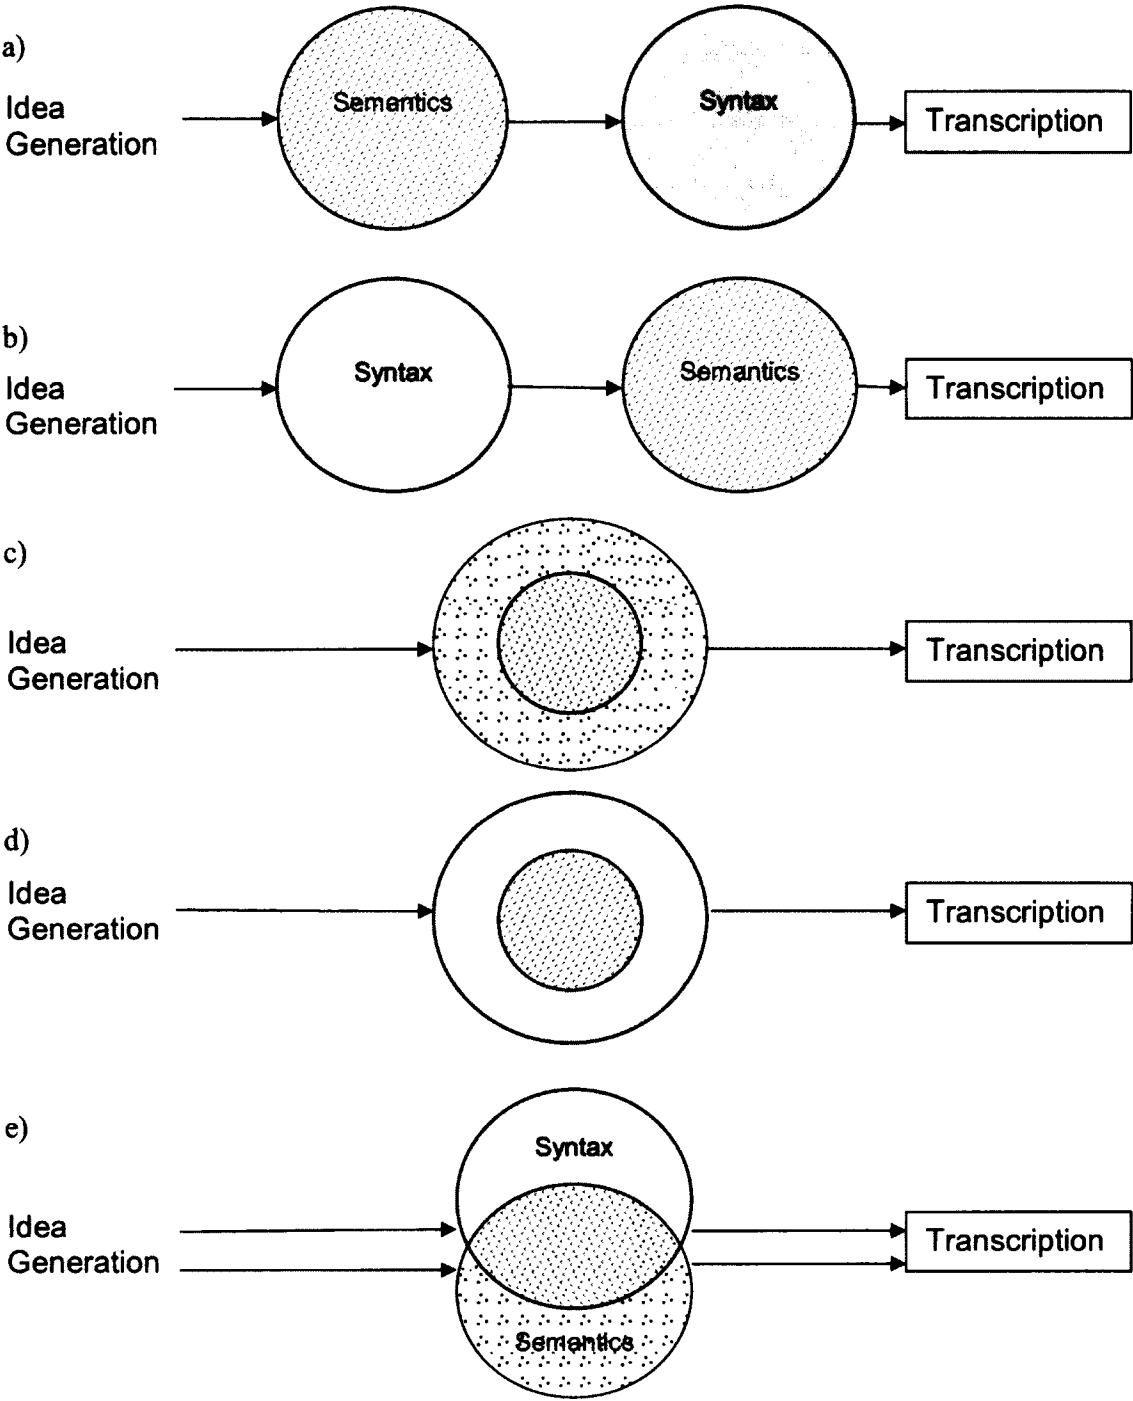 a)
Idea
Generation
Semantics
Syntax
Transcription
b)
Idea
Generation
Syntax
Semantics
Transcription
c)
Idea
Generation
Transcription
d)
Idea
Generation
Transcription
e)
Idea
Generation
Syntax
Semantics
Transcription